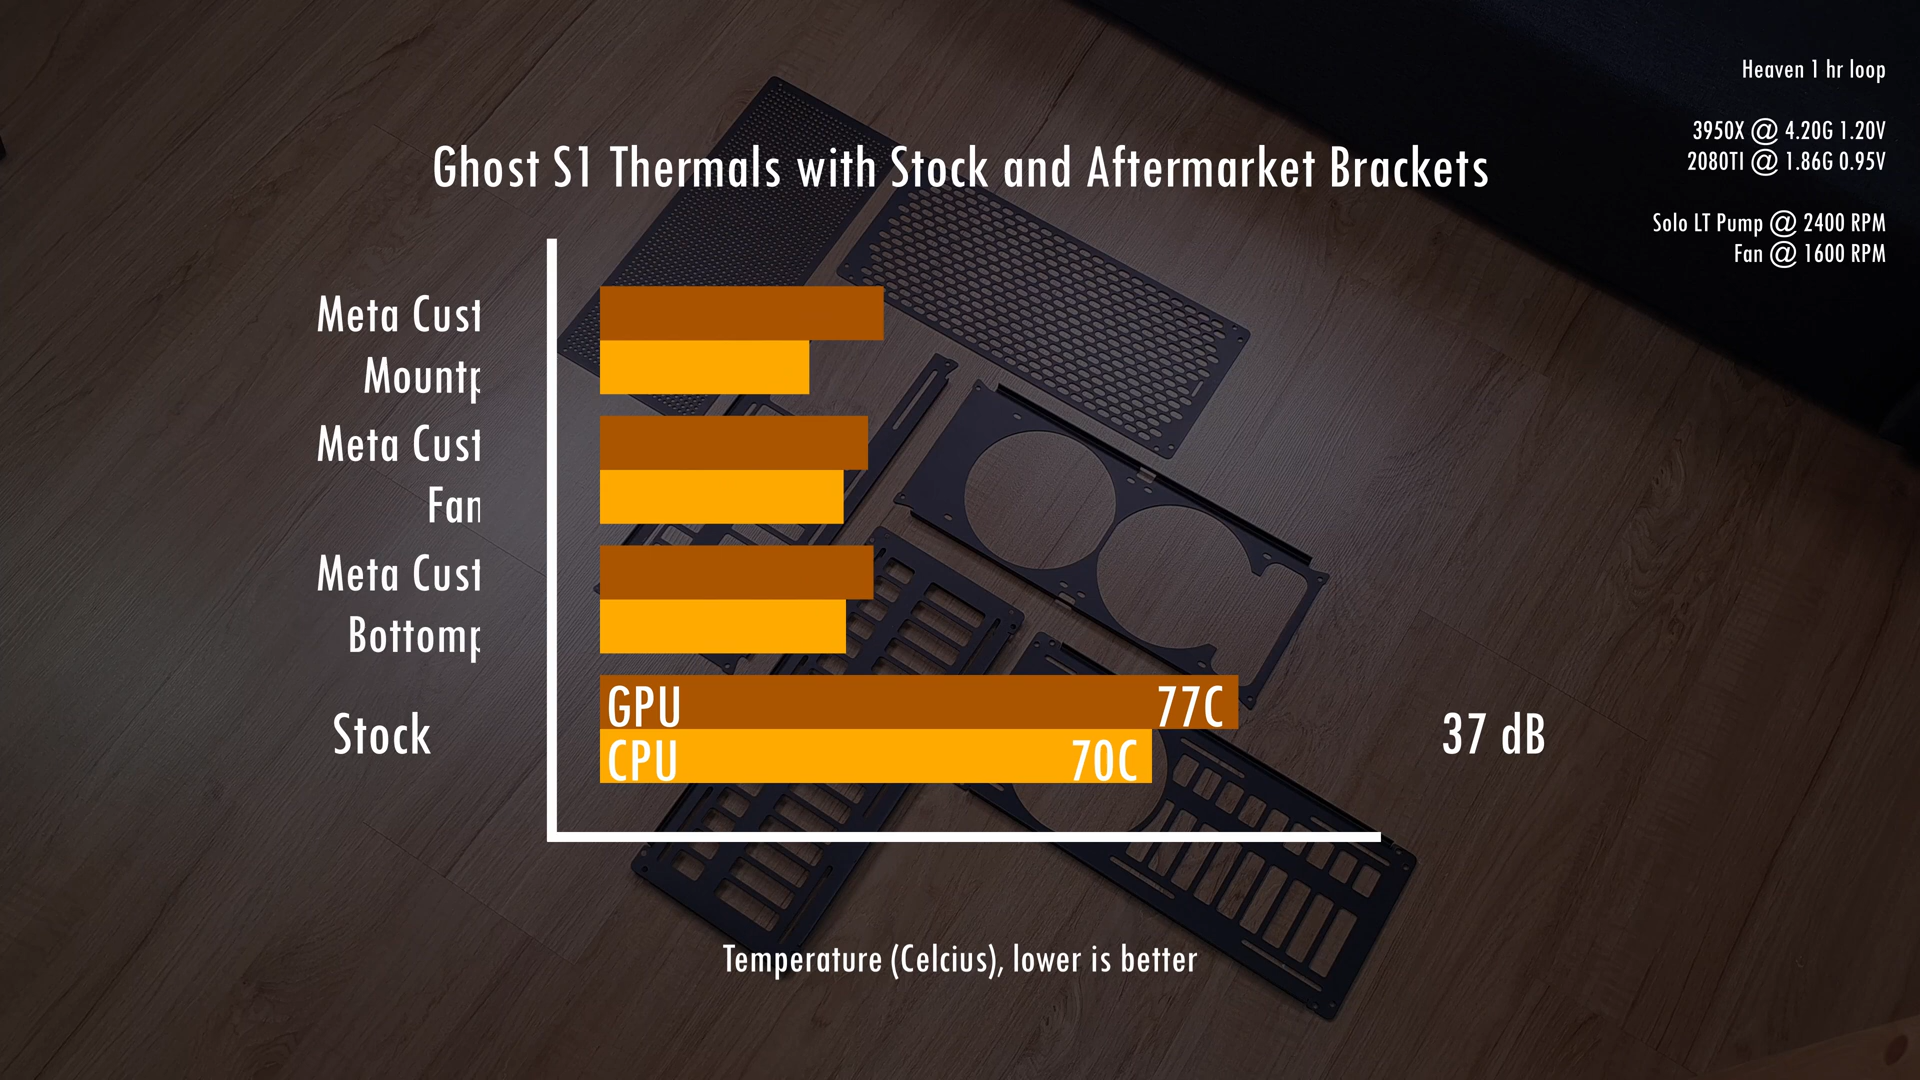 Heaven 1 hr loop
3950X @ 4.20G 1.20V
2080TI @ 1.86G 0.95V
Solo LT Pump @ 2400 RPM
Fan @ 1600 RPM
Ghost S1 Thermals with Stock and Aftermarket Brackets
Meta Cust
Mountp
Meta Cust
Fan
Meta Cust
Bottomp
Stock
GPU 77C
CPU 70C
37 dB
Temperature (Celcius), lower is better